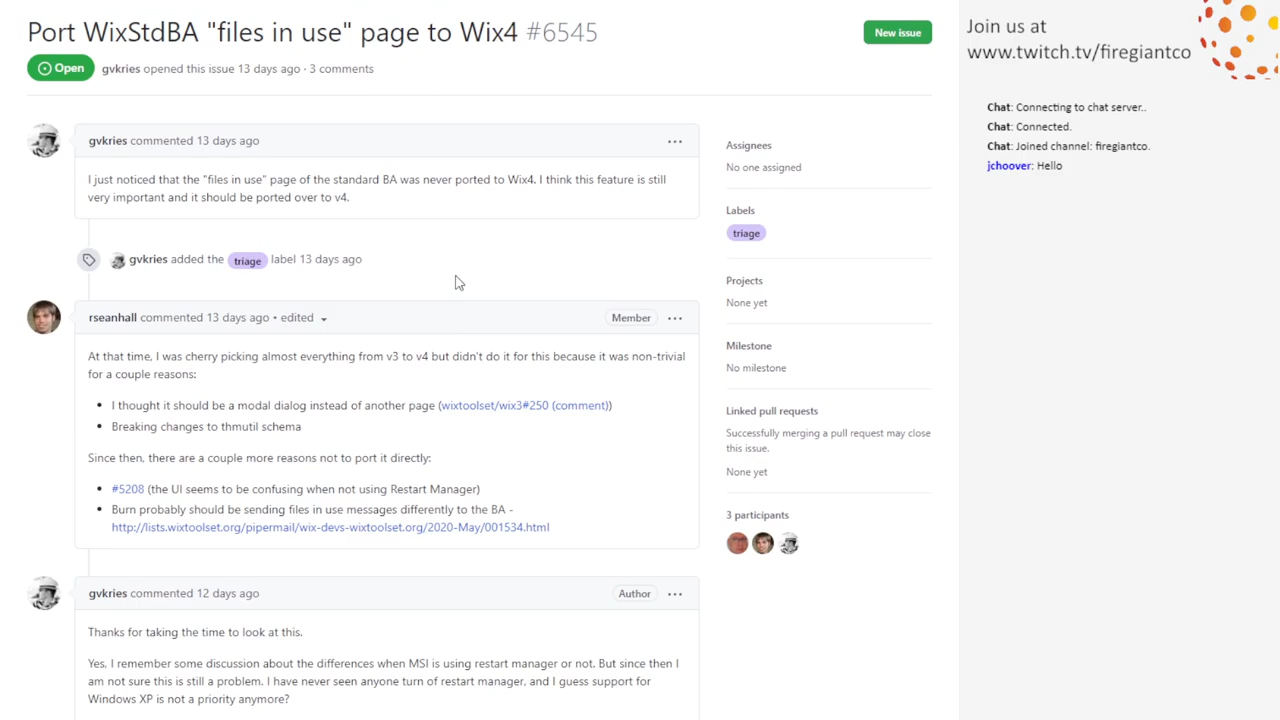 Port WixStdBA "files in use" page to Wix4 #6545
New issue
Open
gvkries opened this issue 13 days ago · 3 comments
gvkries commented 13 days ago
I just noticed that the "files in use" page of the standard BA was never ported to Wix4. I think this feature is still
very important and it should be ported over to v4.
gvkries added the triage label 13 days ago
rseanhall commented 13 days ago • edited
Member
At that time, I was cherry picking almost everything from v3 to v4 but didn't do it for this because it was non-trivial
for a couple reasons:
• I thought it should be a modal dialog instead of another page (wixtoolset/wix3#250 (comment))
• Breaking changes to thmutil schema
Since then, there are a couple more reasons not to port it directly:
• #5208 (the UI seems to be confusing when not using Restart Manager)
• Burn probably should be sending files in use messages differently to the BA -
http://lists.wixtoolset.org/pipermail/wix-devs-wixtoolset.org/2020-May/001534.html
gvkries commented 12 days ago
Author
Thanks for taking the time to look at this.
Yes, I remember some discussion about the differences when MSI is using restart manager or not. But since then I
am not sure this is still a problem. I have never seen anyone turn of restart manager, and I guess support for
Windows XP is not a priority anymore?
Assignees
No one assigned
Labels
triage
Projects
None yet
Milestone
No milestone
Linked pull requests
Successfully merging a pull request may close
this issue.
None yet
3 participants
Join us at
www.twitch.tv/firegiantco
Chat: Connecting to chat server..
Chat: Connected.
Chat: Joined channel: firegiantco.
jchoover: Hello